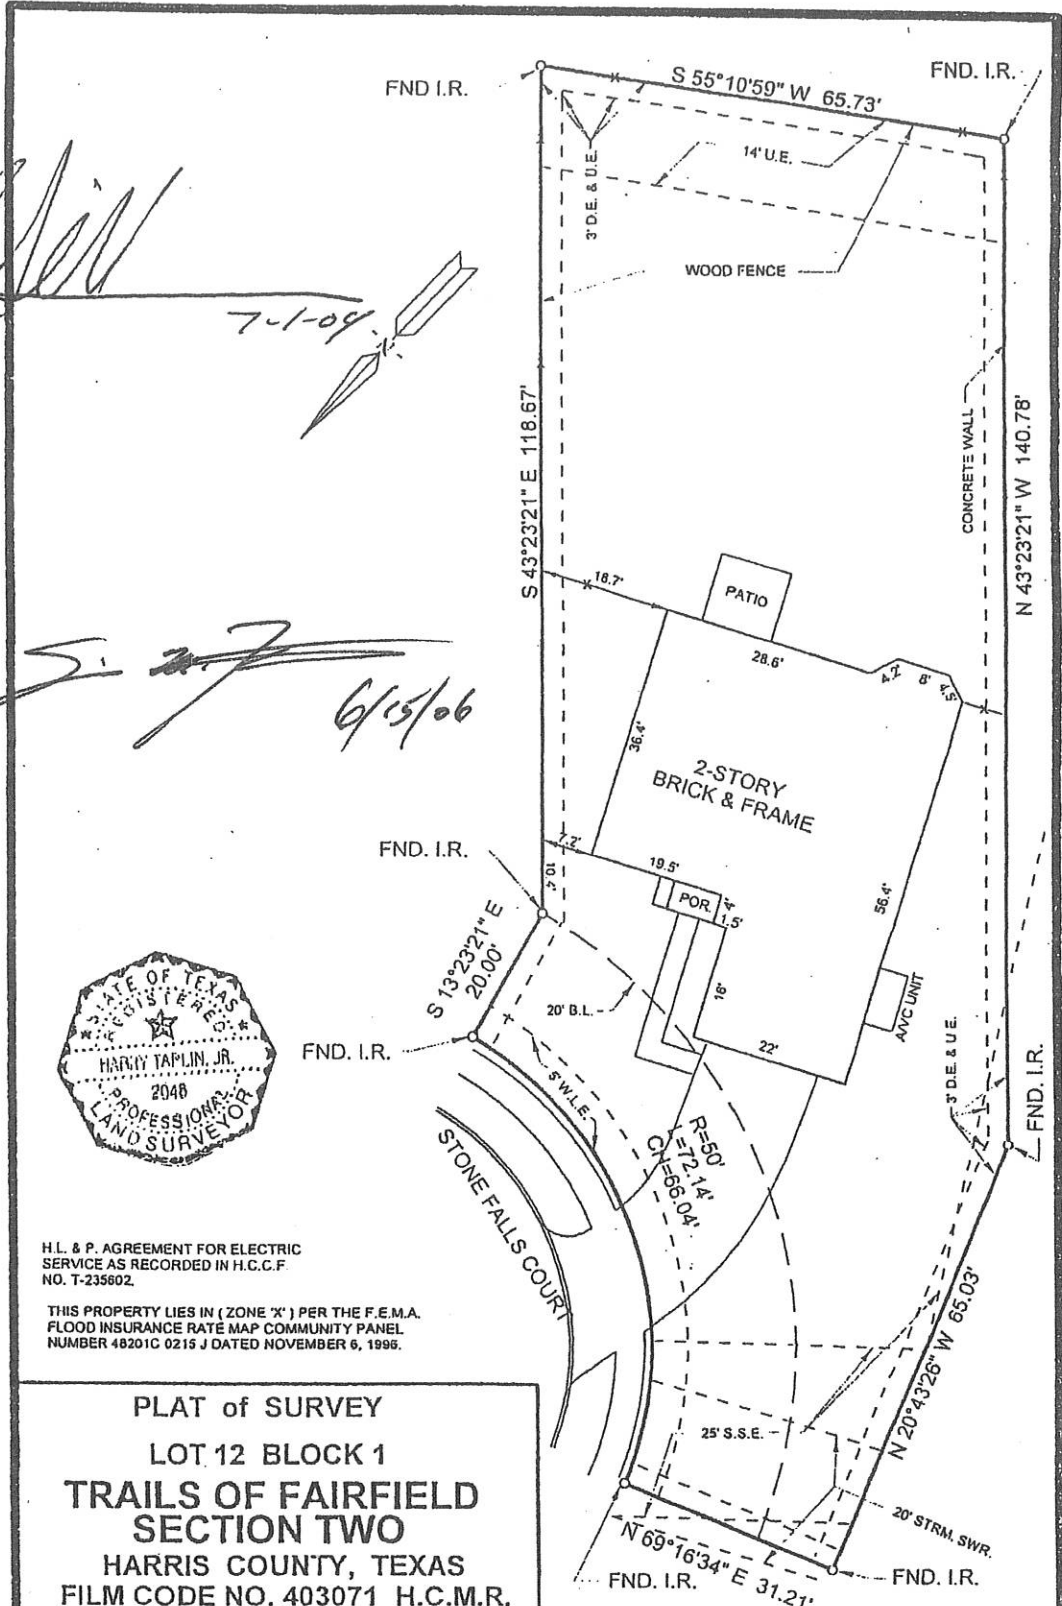 FND I.R.
S 55°10'59" W 65.73'
FND. I.R.
14' U.E.
3' D.E. & U.E.
WOOD FENCE
7-1-04
CONCRETE WALL
S 43°23'21" E 118.67'
N 43°23'21" W 140.78'
18.7'
PATIO
28.6'
4.2'
8'
4.5'
36.4'
6/15/06
2-STORY
BRICK & FRAME
7.2'
FND. I.R.
10.4'
19.5'
POR.
4'
1.5'
56.4'
S 13°23'21" E
20.00'
20' B.L.
16'
A/C UNIT
FND. I.R.
22'
5' W.L.E.
3' D.E. & U.E.
FND. I.R.
STATE OF TEXAS
REGISTERED
HARRY TAPLIN, JR.
2048
PROFESSIONAL
LAND SURVEYOR
R=50'
L=72.14'
CH=66.04'
STONE FALLS COURT
H.L. & P. AGREEMENT FOR ELECTRIC
SERVICE AS RECORDED IN H.C.C.F
NO. T-235602.
THIS PROPERTY LIES IN ( ZONE 'X' ) PER THE F.E.M.A.
FLOOD INSURANCE RATE MAP COMMUNITY PANEL
NUMBER 48201C 0215 J DATED NOVEMBER 6, 1996.
N 20°43'26" W 65.03'
25' S.S.E.
20' STRM. SWR.
N 69°16'34" E 31.21'
FND. I.R.
FND. I.R.
PLAT of SURVEY
LOT 12 BLOCK 1
TRAILS OF FAIRFIELD
SECTION TWO
HARRIS COUNTY, TEXAS
FILM CODE NO. 403071 H.C.M.R.